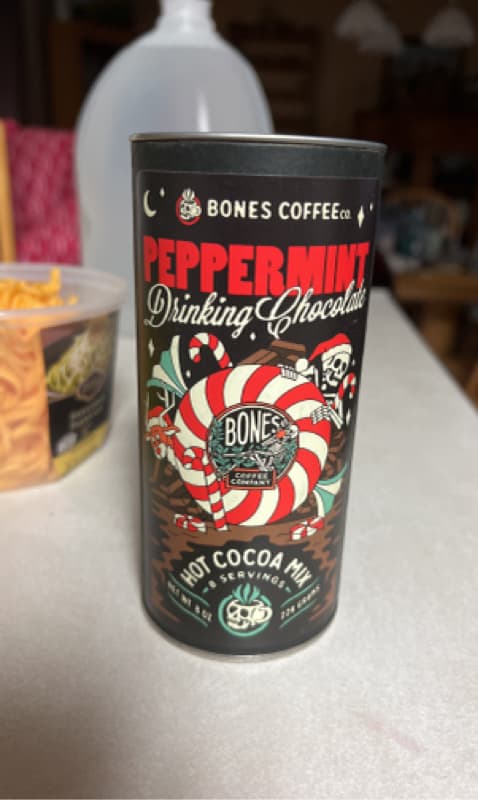 BONES COFFEE CO.
PEPPERMINT
Drinking Chocolate
BONES
COFFEE
COMPANY
HOT COCOA MIX
8 SERVINGS
NET WT. 8 OZ
226 GRAMS